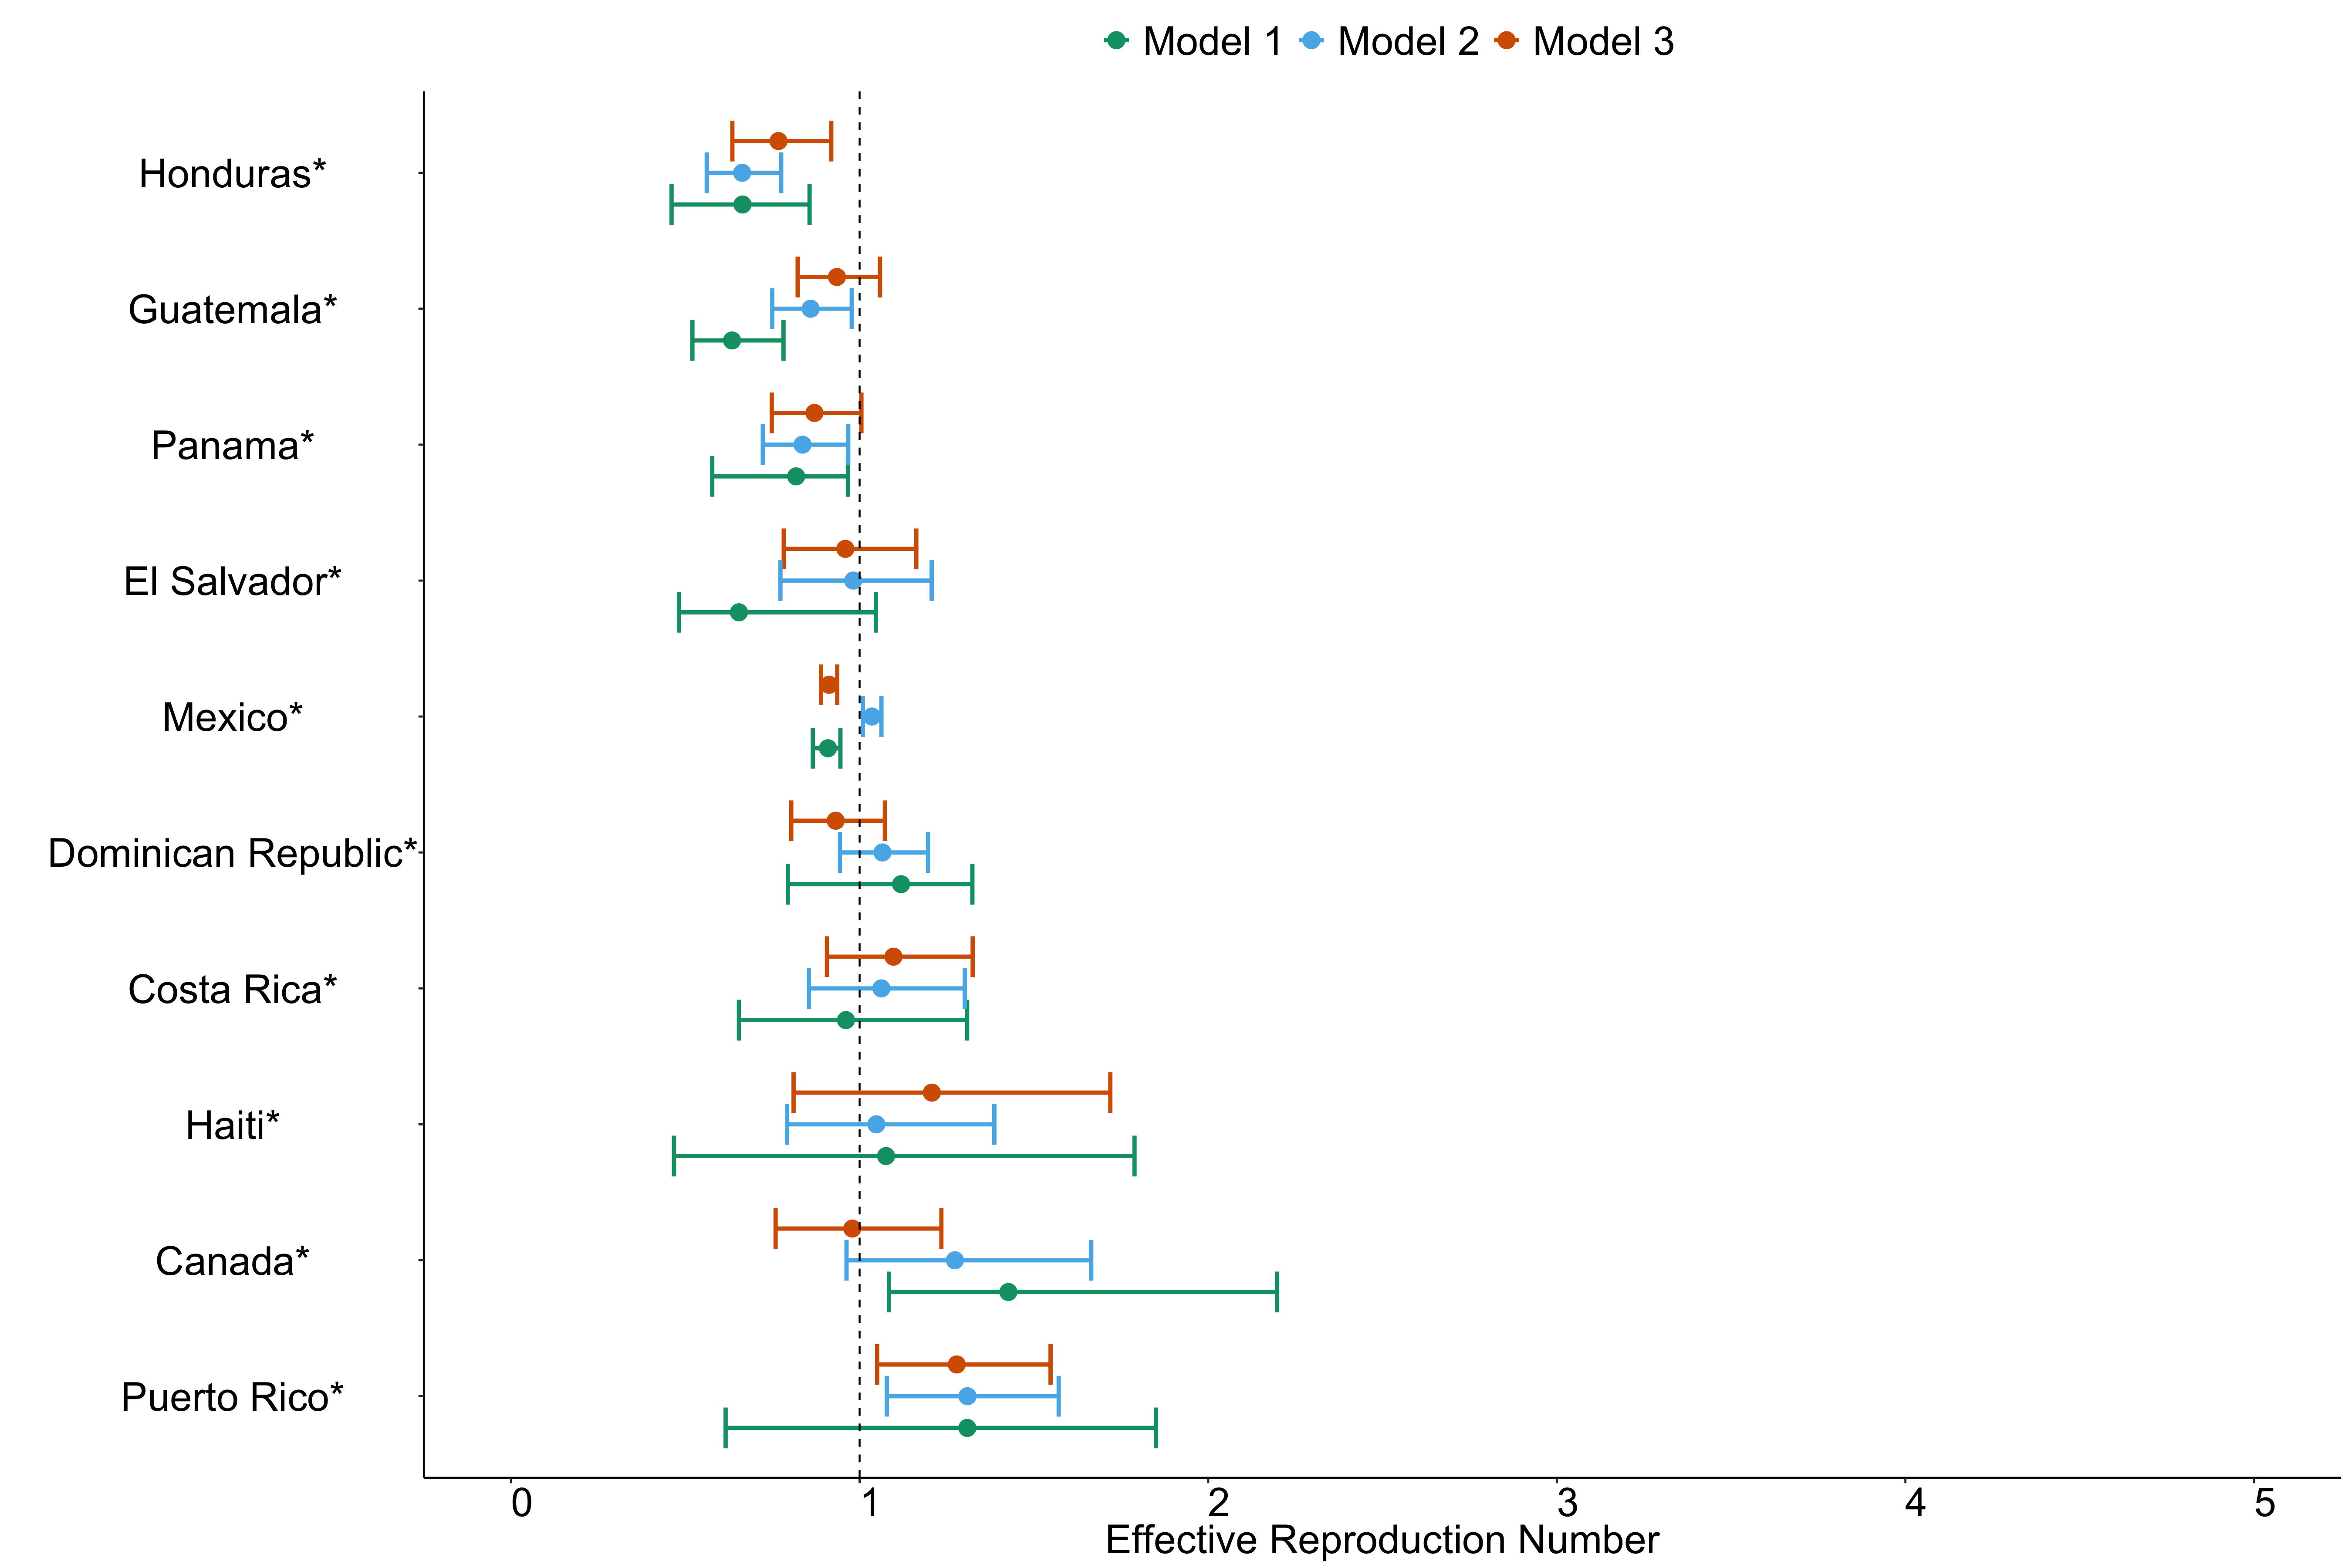 Model 1 Model 2 Model 3
Honduras*
Guatemala*
Panama*
El Salvador*
Mexico*
Dominican Republic*
Costa Rica*
Haiti*
Canada*
Puerto Rico*
0 1 2 3 4 5
Effective Reproduction Number